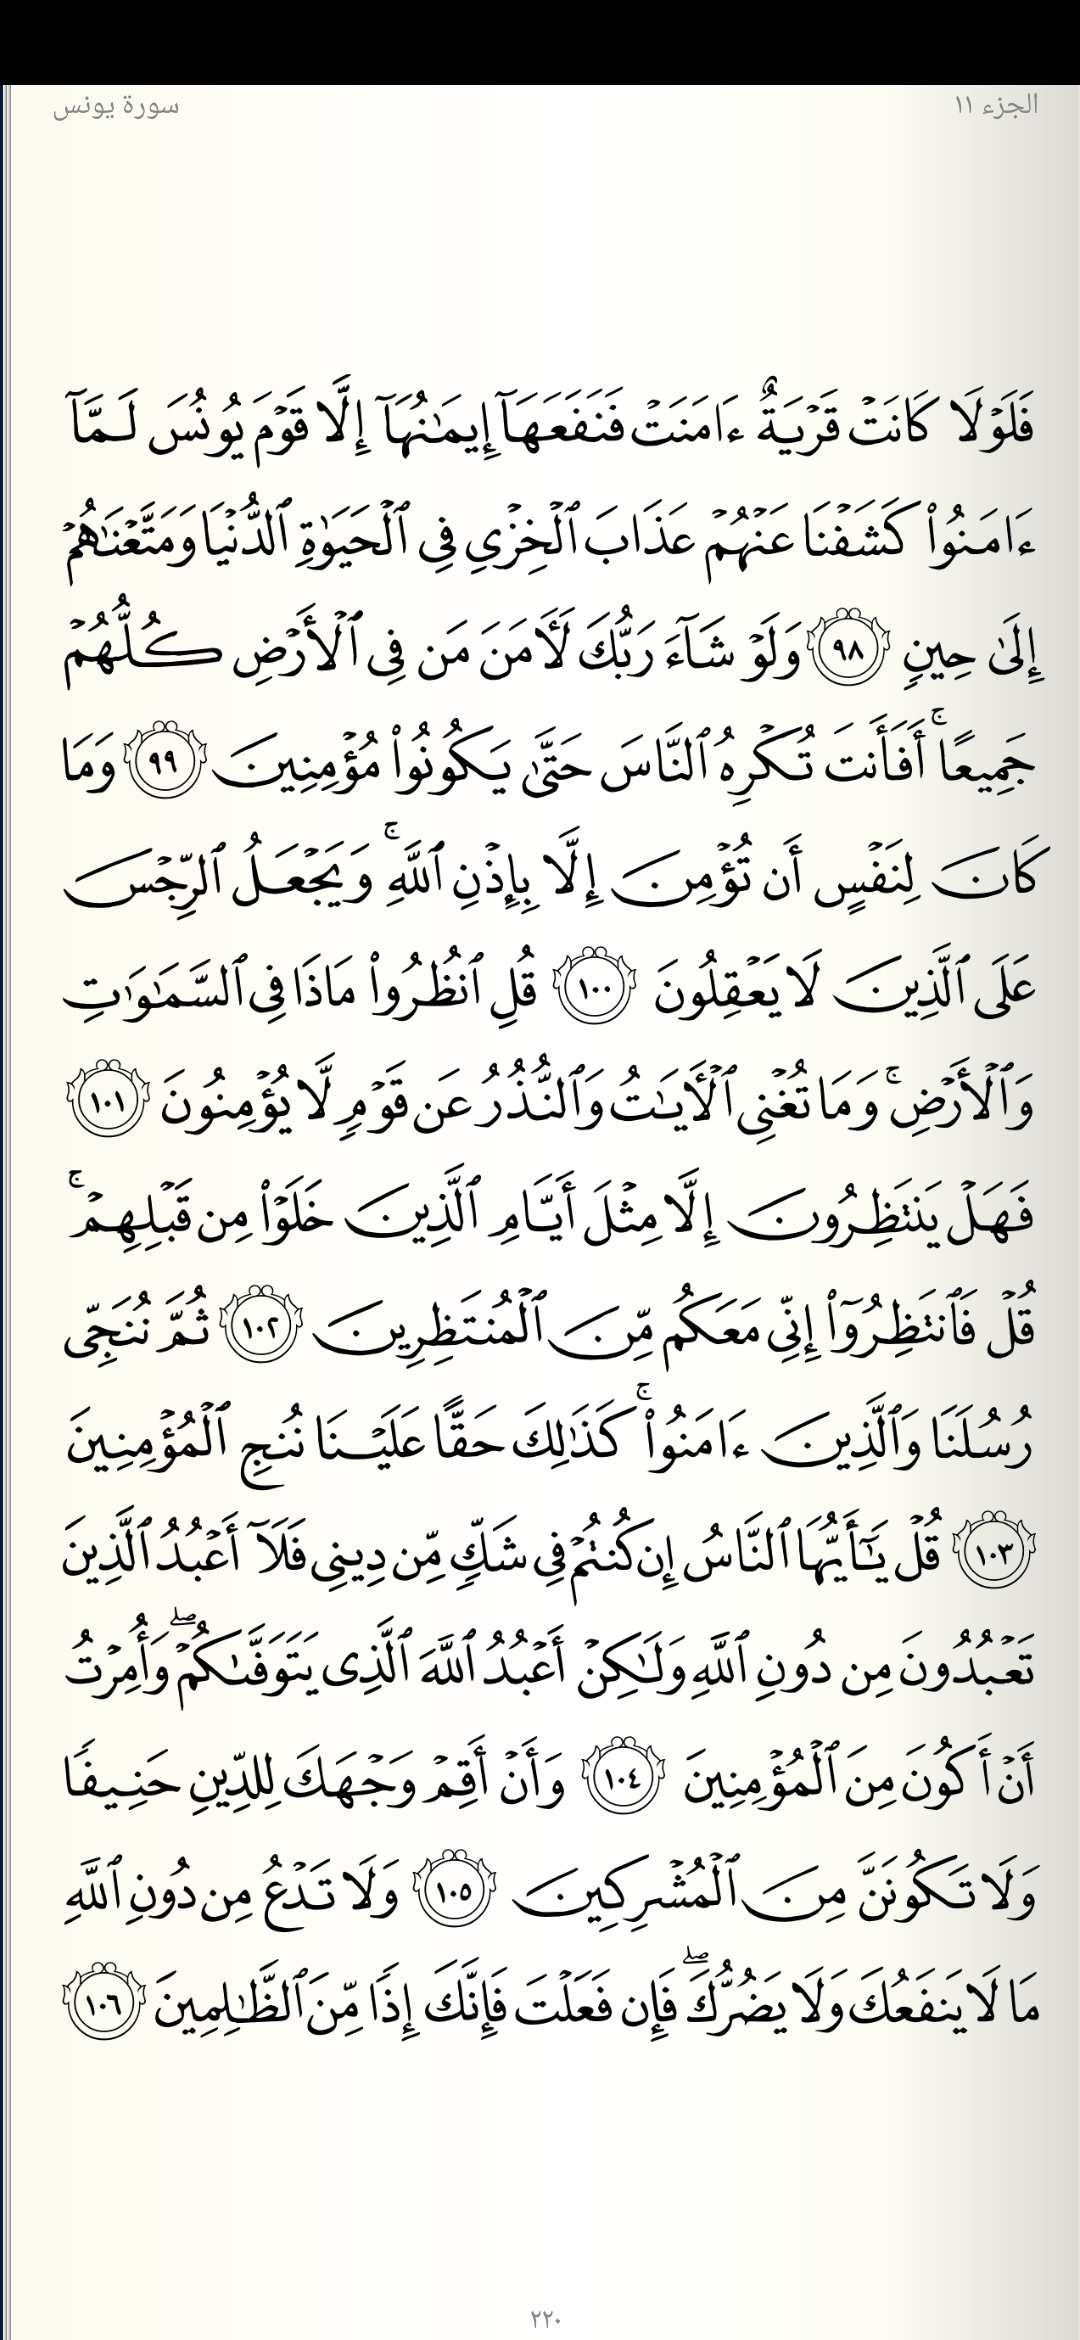 الجزء ١١
سورة يونس
فَلَوْلَا كَانَتْ قَرْيَةٌ ءَامَنَتْ فَنَفَعَهَآ إِيمَٰنُهَآ إِلَّا قَوْمَ يُونُسَ لَمَّآ
ءَامَنُوا۟ كَشَفْنَا عَنْهُمْ عَذَابَ ٱلْخِزْيِ فِي ٱلْحَيَوٰةِ ٱلدُّنْيَا وَمَتَّعْنَٰهُمْ
إِلَىٰ حِينٍ ٩٨ وَلَوْ شَآءَ رَبُّكَ لَءَامَنَ مَن فِي ٱلْأَرْضِ كُلُّهُمْ
جَمِيعًا ۚ أَفَأَنتَ تُكْرِهُ ٱلنَّاسَ حَتَّىٰ يَكُونُوا۟ مُؤْمِنِينَ ٩٩ وَمَا
كَانَ لِنَفْسٍ أَن تُؤْمِنَ إِلَّا بِإِذْنِ ٱللَّهِ ۚ وَيَجْعَلُ ٱلرِّجْسَ
عَلَى ٱلَّذِينَ لَا يَعْقِلُونَ ١٠٠ قُلِ ٱنظُرُوا۟ مَاذَا فِي ٱلسَّمَٰوَٰتِ
وَٱلْأَرْضِ ۚ وَمَا تُغْنِي ٱلْءَايَٰتُ وَٱلنُّذُرُ عَن قَوْمٍ لَّا يُؤْمِنُونَ ١٠١
فَهَلْ يَنتَظِرُونَ إِلَّا مِثْلَ أَيَّامِ ٱلَّذِينَ خَلَوْا۟ مِن قَبْلِهِمْ ۚ
قُلْ فَٱنتَظِرُوٓا۟ إِنِّي مَعَكُم مِّنَ ٱلْمُنتَظِرِينَ ١٠٢ ثُمَّ نُنَجِّي
رُسُلَنَا وَٱلَّذِينَ ءَامَنُوا۟ ۚ كَذَٰلِكَ حَقًّا عَلَيْنَا نُنجِ ٱلْمُؤْمِنِينَ
١٠٣ قُلْ يَٰٓأَيُّهَا ٱلنَّاسُ إِن كُنتُمْ فِي شَكٍّ مِّن دِينِي فَلَآ أَعْبُدُ ٱلَّذِينَ
تَعْبُدُونَ مِن دُونِ ٱللَّهِ وَلَٰكِنْ أَعْبُدُ ٱللَّهَ ٱلَّذِي يَتَوَفَّىٰكُمْ ۖ وَأُمِرْتُ
أَنْ أَكُونَ مِنَ ٱلْمُؤْمِنِينَ ١٠٤ وَأَنْ أَقِمْ وَجْهَكَ لِلدِّينِ حَنِيفًا
وَلَا تَكُونَنَّ مِنَ ٱلْمُشْرِكِينَ ١٠٥ وَلَا تَدْعُ مِن دُونِ ٱللَّهِ
مَا لَا يَنفَعُكَ وَلَا يَضُرُّكَ ۖ فَإِن فَعَلْتَ فَإِنَّكَ إِذًا مِّنَ ٱلظَّٰلِمِينَ ١٠٦
٢٢٠